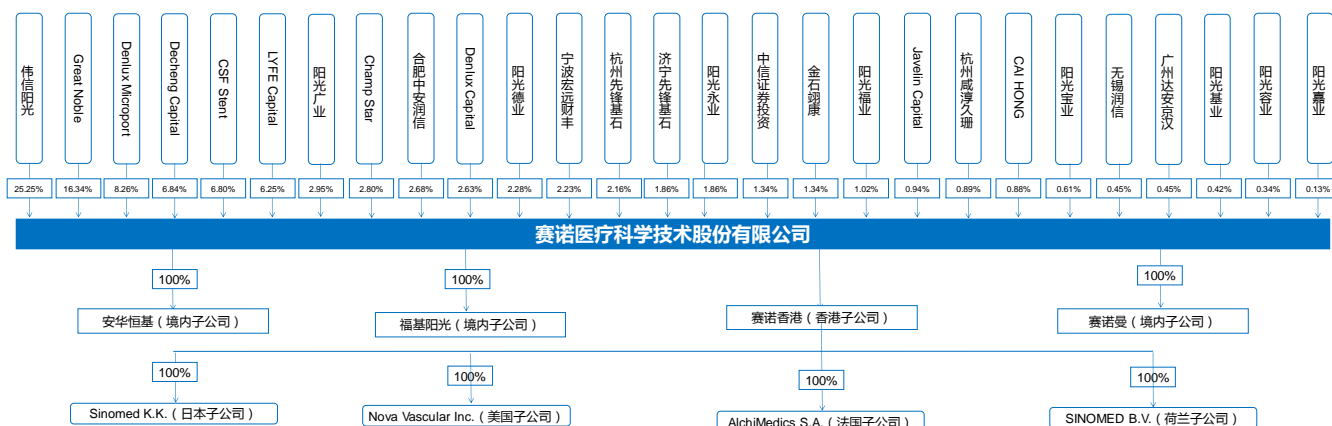 伟信阳光
Great Noble
Denlux Microport
Decheng Capital
CSF Stent
LYFE Capital
阳光广业
Champ Star
合肥中安润信
Denlux Capital
阳光德业
宁波宏远财丰
杭州先锋基石
济宁先锋基石
阳光永业
中信证券投资
金石翊康
阳光福业
Javelin Capital
杭州咸淳久珊
CAI HONG
阳光宝业
无锡润信
广州达安京汉
阳光基业
阳光容业
阳光嘉业
25.25% 16.34% 8.26% 6.84% 6.80% 6.25% 2.95% 2.80% 2.68% 2.63% 2.28% 2.23% 2.16% 1.86% 1.86% 1.34% 1.34% 1.02% 0.94% 0.89% 0.88% 0.61% 0.45% 0.45% 0.42% 0.34% 0.13%
赛诺医疗科学技术股份有限公司
100% 100% 100%
安华恒基（境内子公司） 福基阳光（境内子公司） 赛诺香港（香港子公司） 赛诺曼（境内子公司）
100% 100% 100% 100%
Sinomed K.K.（日本子公司） Nova Vascular Inc.（美国子公司） AlchiMedics S.A.（法国子公司） SINOMED B.V.（荷兰子公司）